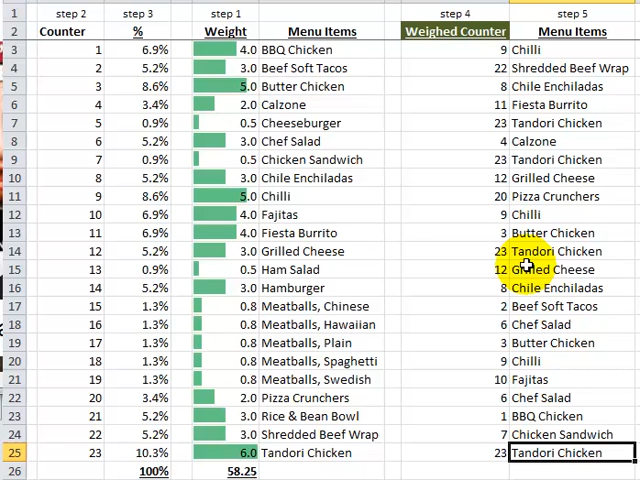 1 step 2 step 3 step 1 step 4 step 5
2 Counter % Weight Menu Items Weighed Counter Menu Items
3 1 6.9% 4.0 BBQ Chicken 9 Chilli
4 2 5.2% 3.0 Beef Soft Tacos 22 Shredded Beef Wrap
5 3 8.6% 5.0 Butter Chicken 8 Chile Enchiladas
6 4 3.4% 2.0 Calzone 11 Fiesta Burrito
7 5 0.9% 0.5 Cheeseburger 23 Tandori Chicken
8 6 5.2% 3.0 Chef Salad 4 Calzone
9 7 0.9% 0.5 Chicken Sandwich 23 Tandori Chicken
10 8 5.2% 3.0 Chile Enchiladas 12 Grilled Cheese
11 9 8.6% 5.0 Chilli 20 Pizza Crunchers
12 10 6.9% 4.0 Fajitas 9 Chilli
13 11 6.9% 4.0 Fiesta Burrito 3 Butter Chicken
14 12 5.2% 3.0 Grilled Cheese 23 Tandori Chicken
15 13 0.9% 0.5 Ham Salad 12 Grilled Cheese
16 14 5.2% 3.0 Hamburger 8 Chile Enchiladas
17 15 1.3% 0.8 Meatballs, Chinese 2 Beef Soft Tacos
18 16 1.3% 0.8 Meatballs, Hawaiian 6 Chef Salad
19 17 1.3% 0.8 Meatballs, Plain 3 Butter Chicken
20 18 1.3% 0.8 Meatballs, Spaghetti 9 Chilli
21 19 1.3% 0.8 Meatballs, Swedish 10 Fajitas
22 20 3.4% 2.0 Pizza Crunchers 6 Chef Salad
23 21 5.2% 3.0 Rice & Bean Bowl 1 BBQ Chicken
24 22 5.2% 3.0 Shredded Beef Wrap 7 Chicken Sandwich
25 23 10.3% 6.0 Tandori Chicken 23 Tandori Chicken
26 100% 58.25